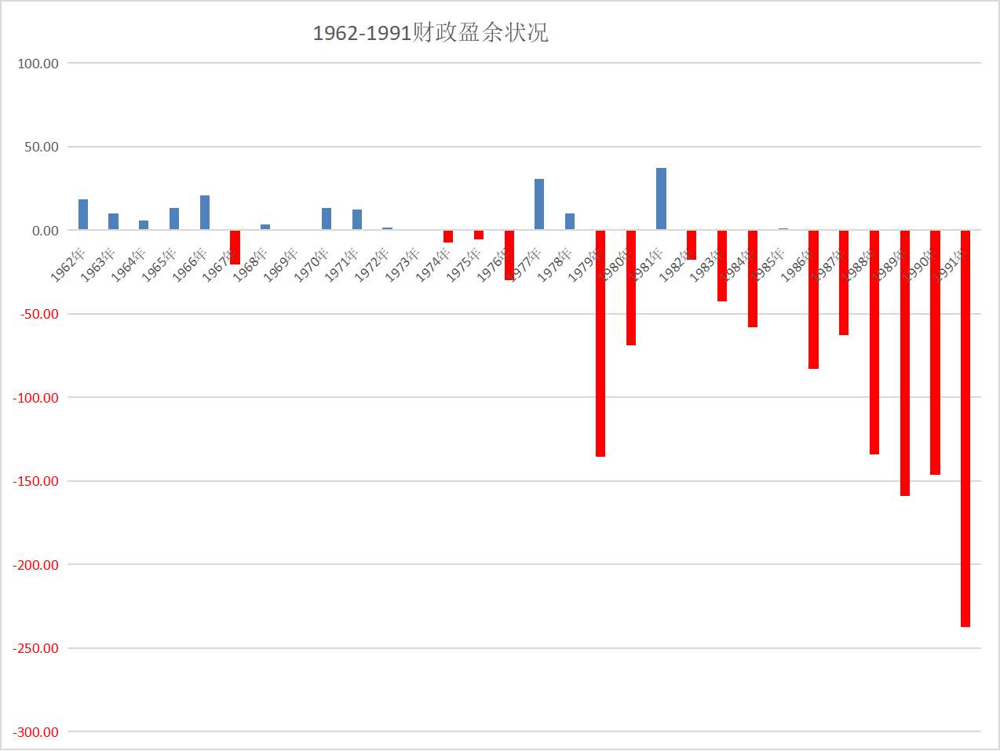 1962-1991财政盈余状况
100.00
50.00
0.00
-50.00
-100.00
-150.00
-200.00
-250.00
-300.00
1962年
1963年
1964年
1965年
1966年
1967年
1968年
1969年
1970年
1971年
1972年
1973年
1974年
1975年
1976年
1977年
1978年
1979年
1980年
1981年
1982年
1983年
1984年
1985年
1986年
1987年
1988年
1989年
1990年
1991年